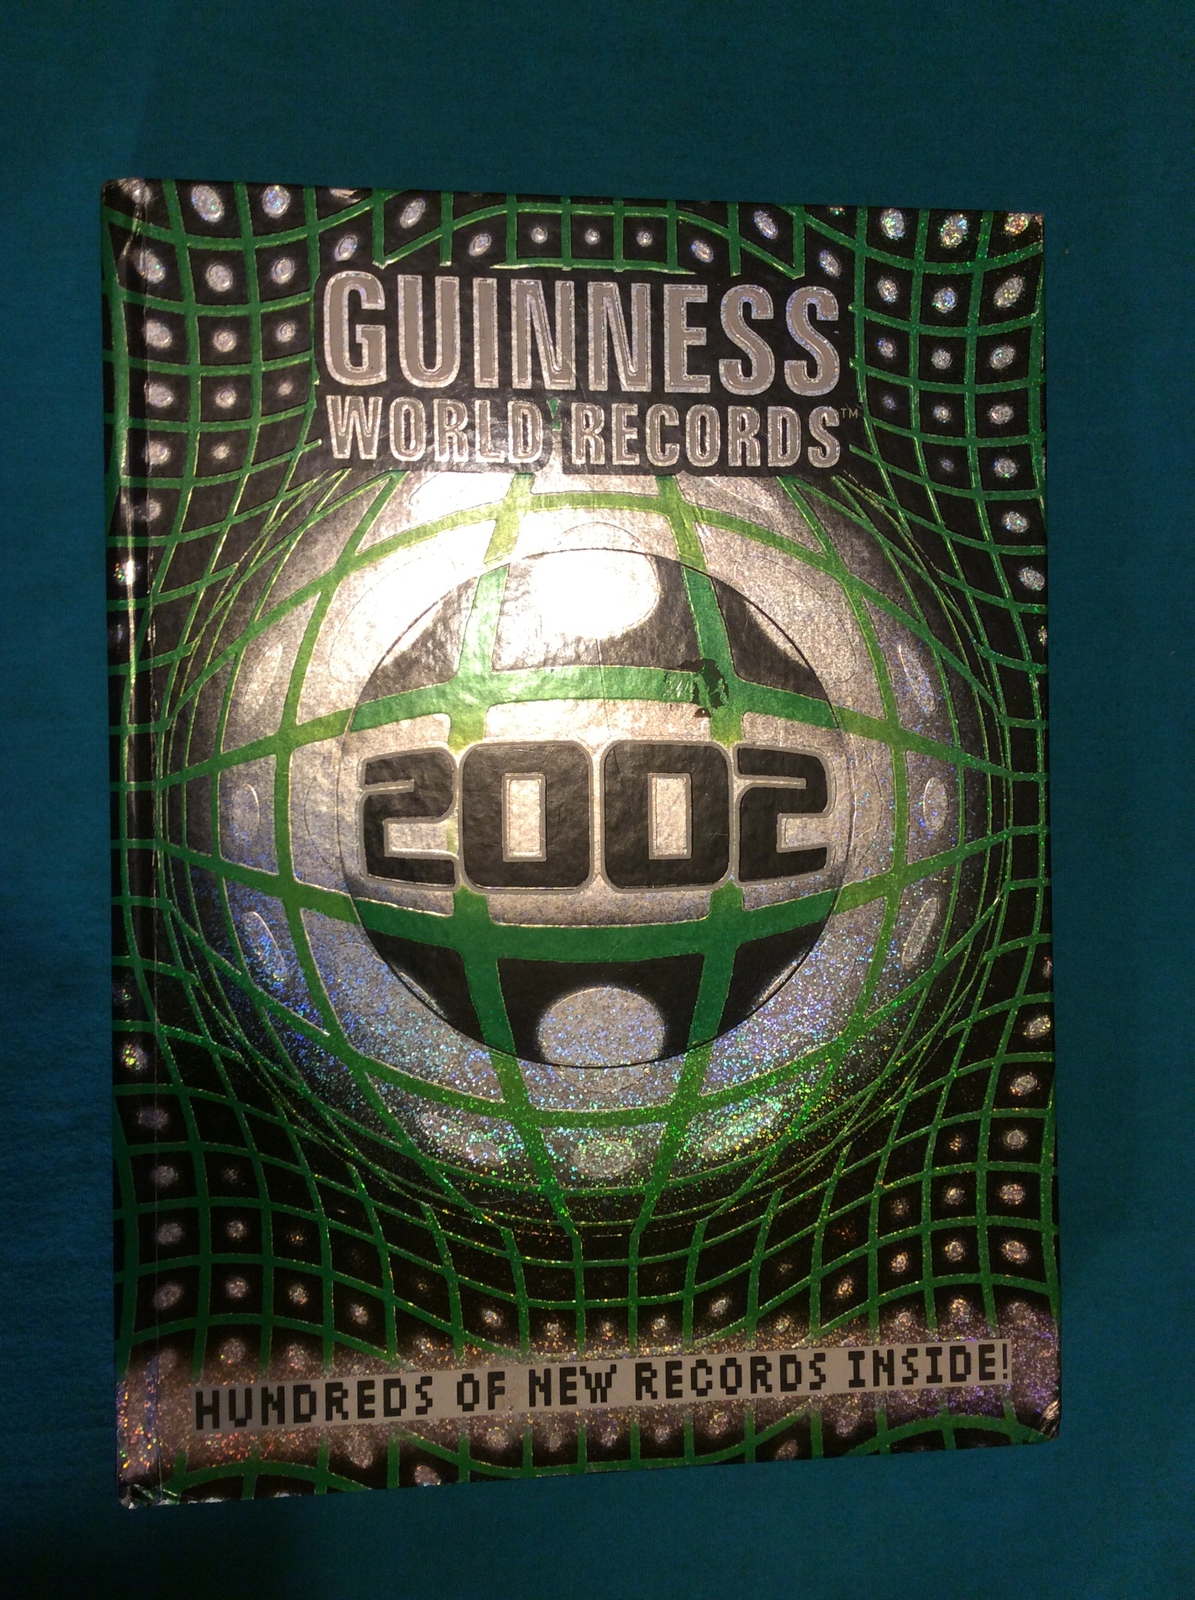 GUINNESS
WORLD RECORDS™
2002
HUNDREDS OF NEW RECORDS INSIDE!